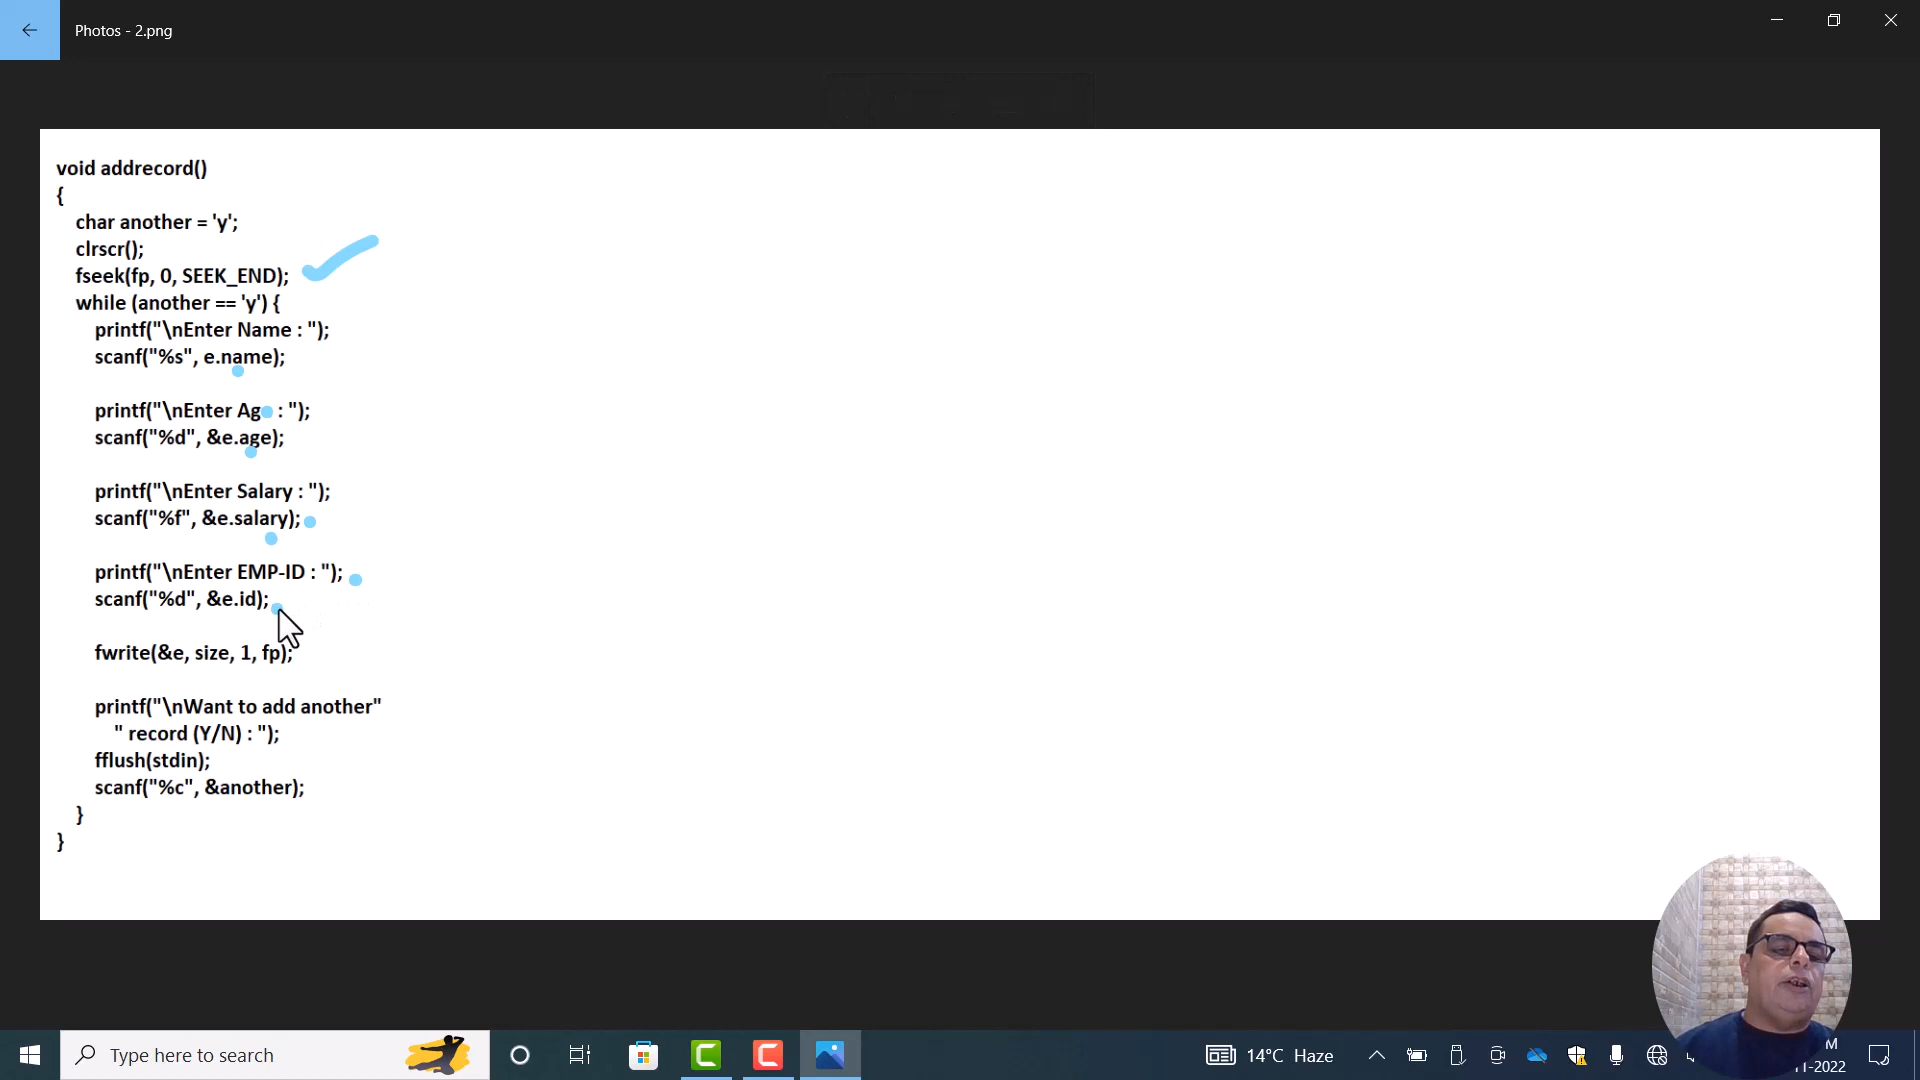 Photos - 2.png
void addrecord()
{
char another = 'y';
clrscr();
fseek(fp, 0, SEEK_END);
while (another == 'y') {
printf("\nEnter Name : ");
scanf("%s", e.name);
printf("\nEnter Ag : ");
scanf("%d", &e.age);
printf("\nEnter Salary : ");
scanf("%f", &e.salary);
printf("\nEnter EMP-ID : ");
scanf("%d", &e.id);
fwrite(&e, size, 1, fp);
printf("\nWant to add another"
" record (Y/N) : ");
fflush(stdin);
scanf("%c", &another);
}
}
Type here to search
14°C Haze
M
-2022